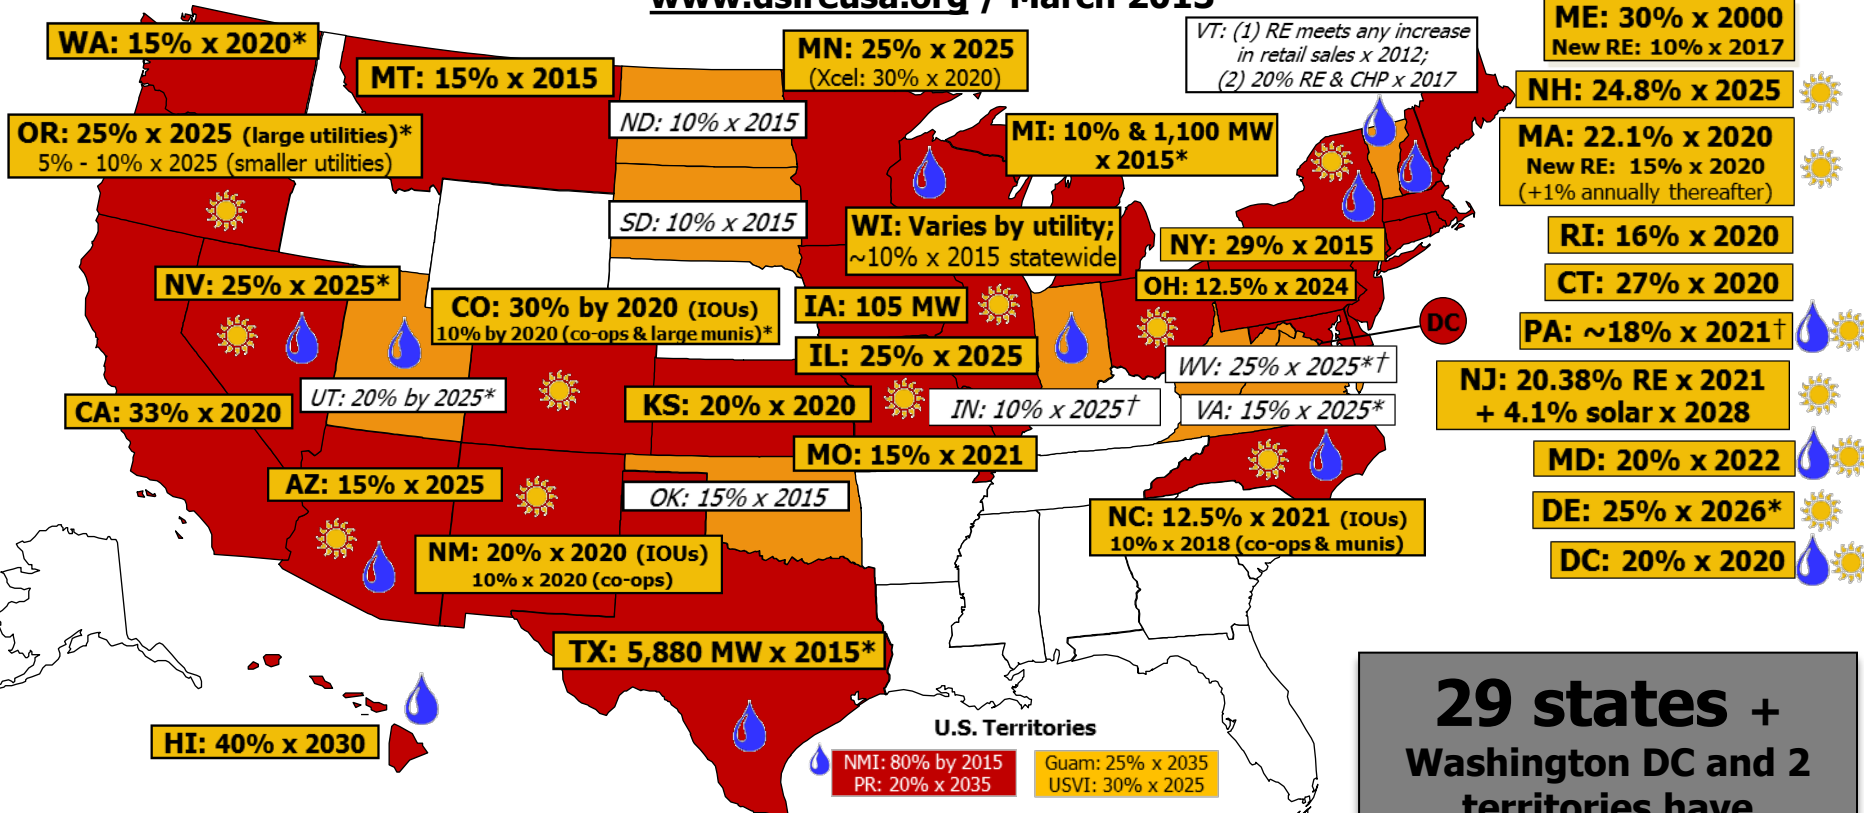 www.dsireusa.org / March 2013
WA: 15% x 2020*
MT: 15% x 2015
MN: 25% x 2025
(Xcel: 30% x 2020)
VT: (1) RE meets any increase
in retail sales x 2012;
(2) 20% RE & CHP x 2017
ME: 30% x 2000
New RE: 10% x 2017
NH: 24.8% x 2025
ND: 10% x 2015
OR: 25% x 2025 (large utilities)*
5% - 10% x 2025 (smaller utilities)
MI: 10% & 1,100 MW
x 2015*
MA: 22.1% x 2020
New RE: 15% x 2020
(+1% annually thereafter)
SD: 10% x 2015
WI: Varies by utility;
~10% x 2015 statewide
NY: 29% x 2015
RI: 16% x 2020
NV: 25% x 2025*
CO: 30% by 2020 (IOUs)
10% by 2020 (co-ops & large munis)*
IA: 105 MW
OH: 12.5% x 2024
CT: 27% x 2020
DC
PA: ~18% x 2021†
IL: 25% x 2025
WV: 25% x 2025*†
UT: 20% by 2025*
CA: 33% x 2020
KS: 20% x 2020
IN: 10% x 2025†
VA: 15% x 2025*
NJ: 20.38% RE x 2021
+ 4.1% solar x 2028
MO: 15% x 2021
MD: 20% x 2022
AZ: 15% x 2025
OK: 15% x 2015
NC: 12.5% x 2021 (IOUs)
10% x 2018 (co-ops & munis)
DE: 25% x 2026*
NM: 20% x 2020 (IOUs)
10% x 2020 (co-ops)
DC: 20% x 2020
TX: 5,880 MW x 2015*
HI: 40% x 2030
U.S. Territories
NMI: 80% by 2015
PR: 20% x 2035
Guam: 25% x 2035
USVI: 30% x 2025
29 states +
Washington DC and 2
territories have